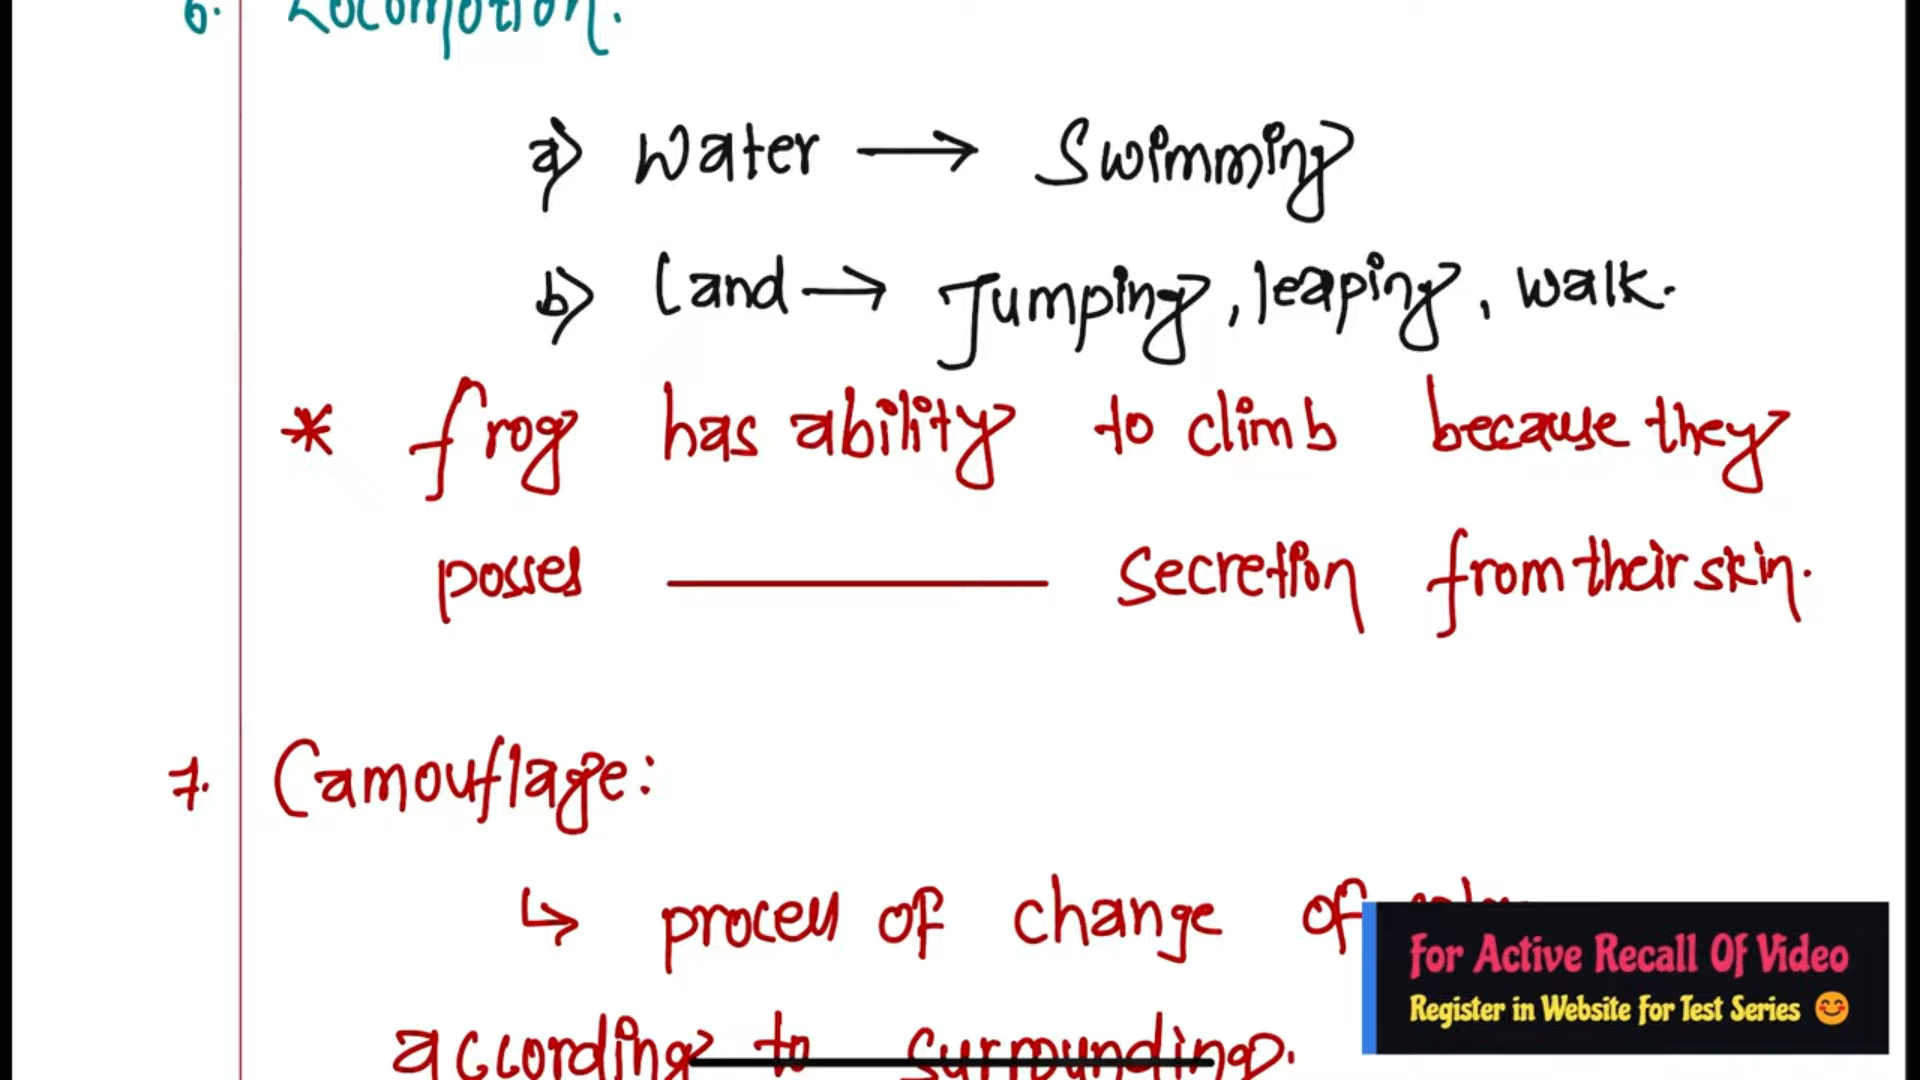 6. Locomotion:
a) Water → Swimming
b) Land → Jumping, leaping, walk.
* frog has ability to climb because they
posses ________ secretion from their skin.
7. Camouflage:
↳ process of change of
according to surrounding.
For Active Recall Of Video
Register in Website For Test Series 😊